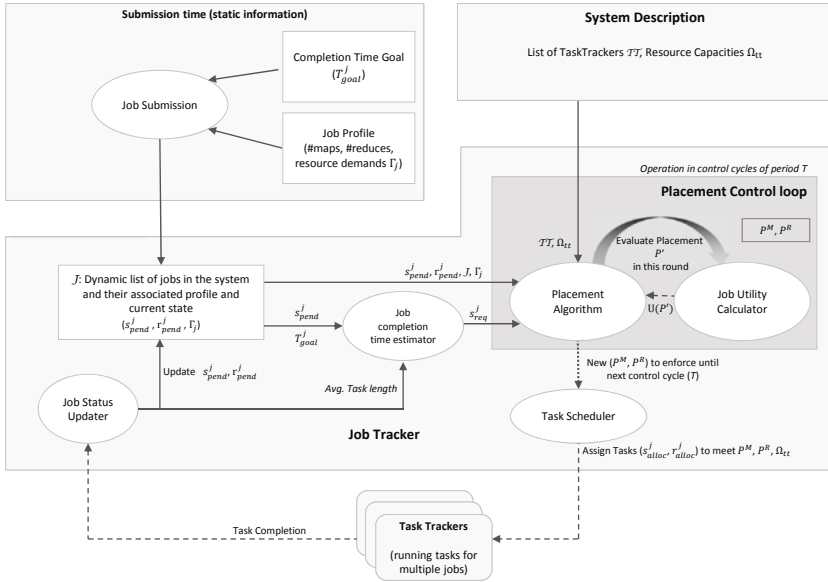 Submission time (static information)
Completion Time Goal
(T^j_goal)
Job Submission
Job Profile
(#maps, #reduces,
resource demands Γ_j)
System Description
List of TaskTrackers 𝒯𝒯, Resource Capacities Ω_tt
Operation in control cycles of period T
Placement Control loop
𝒯𝒯, Ω_tt
Evaluate Placement
P'
in this round
P^M, P^R
J: Dynamic list of jobs in the system
and their associated profile and
current state
(s^j_pend, r^j_pend, Γ_j)
s^j_pend, r^j_pend, J, Γ_j
s^j_pend
T^j_goal
Job
completion
time estimator
s^j_req
Placement
Algorithm
U(P')
Job Utility
Calculator
Update s^j_pend, r^j_pend
Avg. Task length
New (P^M, P^R) to enforce until
next control cycle (T)
Job Status
Updater
Job Tracker
Task Scheduler
Assign Tasks (s^j_alloc, r^j_alloc) to meet P^M, P^R, Ω_tt
Task Completion
Task Trackers
(running tasks for
multiple jobs)